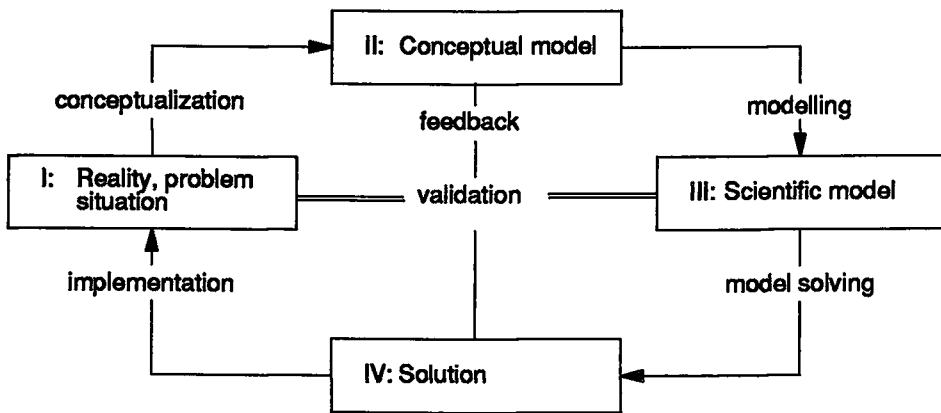 II: Conceptual model
conceptualization
feedback
modelling
I: Reality, problem
situation
validation
III: Scientific model
implementation
model solving
IV: Solution